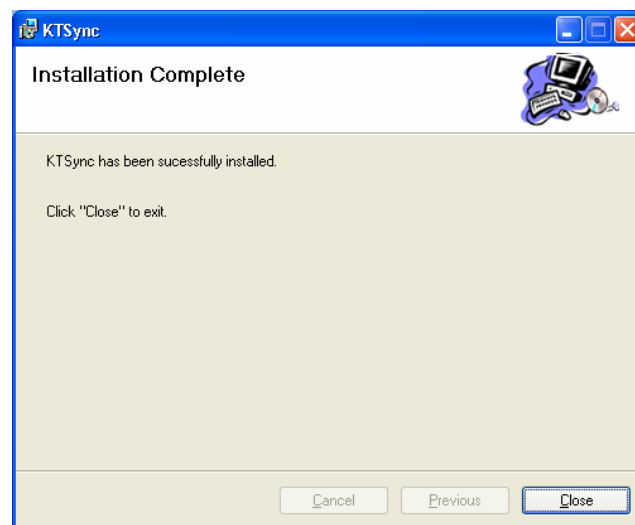 KTSync
Installation Complete
KTSync has been sucessfully installed.
Click "Close" to exit.
Cancel Previous Close